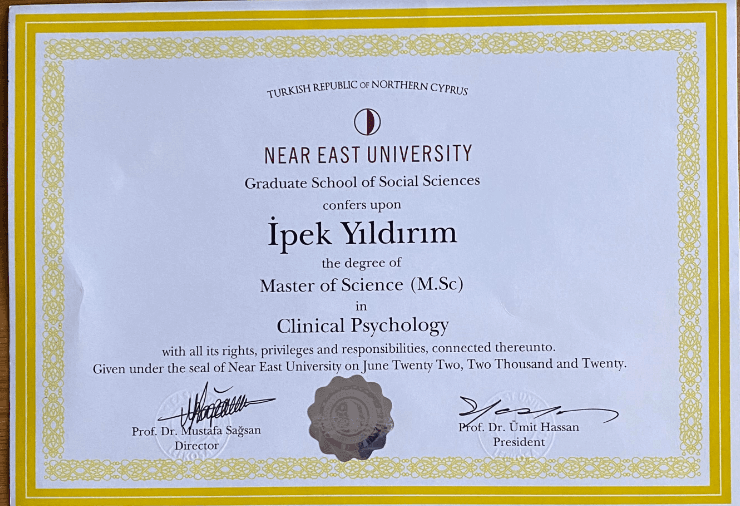 TURKISH REPUBLIC OF NORTHERN CYPRUS
NEAR EAST UNIVERSITY
Graduate School of Social Sciences
confers upon
İpek Yıldırım
the degree of
Master of Science (M.Sc)
in
Clinical Psychology
with all its rights, privileges and responsibilities, connected thereunto.
Given under the seal of Near East University on June Twenty Two, Two Thousand and Twenty.
Prof. Dr. Mustafa Sağsan
Director
Prof. Dr. Ümit Hassan
President